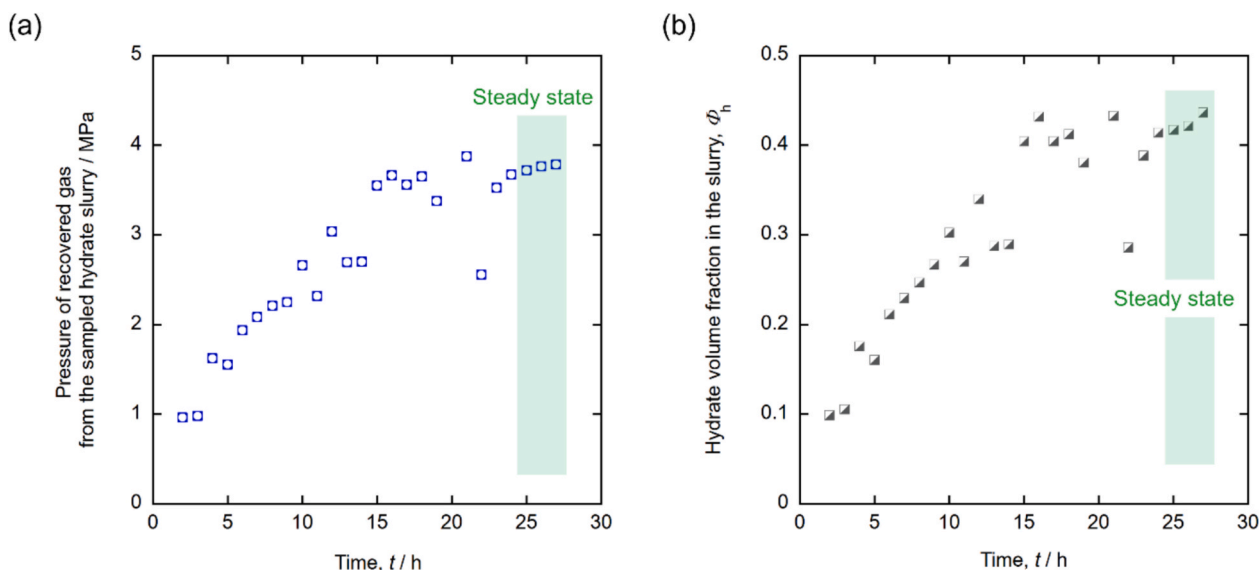 (a)
5
4
3
2
1
0
Pressure of recovered gas
from the sampled hydrate slurry / MPa
Steady state
0 5 10 15 20 25 30
Time, t / h
(b)
0.5
0.4
0.3
0.2
0.1
0
Hydrate volume fraction in the slurry, Φh
Steady state
0 5 10 15 20 25 30
Time, t / h